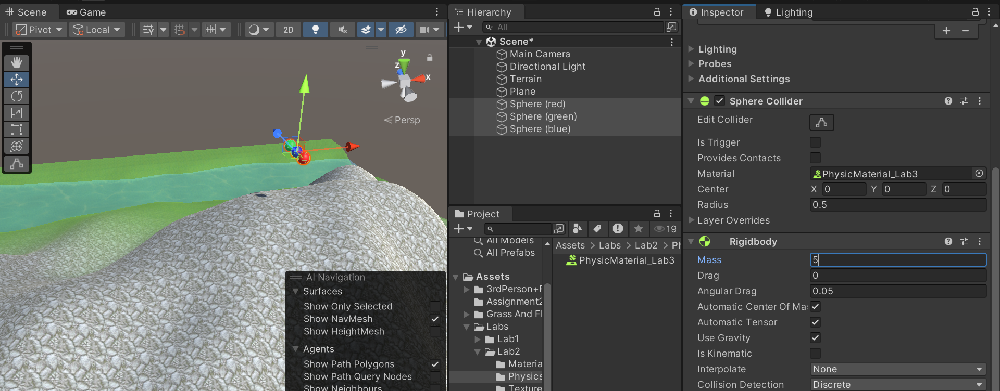 Scene
Game
Pivot
Local
2D
y
z
x
Persp
AI Navigation
Surfaces
Show Only Selected
Show NavMesh
Show HeightMesh
Agents
Show Path Polygons
Show Path Query Nodes
Show Neighbours
Hierarchy
All
Scene*
Main Camera
Directional Light
Terrain
Plane
Sphere (red)
Sphere (green)
Sphere (blue)
Project
19
All Models
All Prefabs
Assets
3rdPerson+F
Assignment2
Grass And Fl
Labs
Lab1
Lab2
Materia
Physics
Texture
Assets > Labs > Lab2 > Ph
PhysicMaterial_Lab3
Inspector
Lighting
Lighting
Probes
Additional Settings
Sphere Collider
Edit Collider
Is Trigger
Provides Contacts
Material PhysicMaterial_Lab3
Center X 0 Y 0 Z 0
Radius 0.5
Layer Overrides
Rigidbody
Mass 5
Drag 0
Angular Drag 0.05
Automatic Center Of Mas
Automatic Tensor
Use Gravity
Is Kinematic
Interpolate None
Collision Detection Discrete